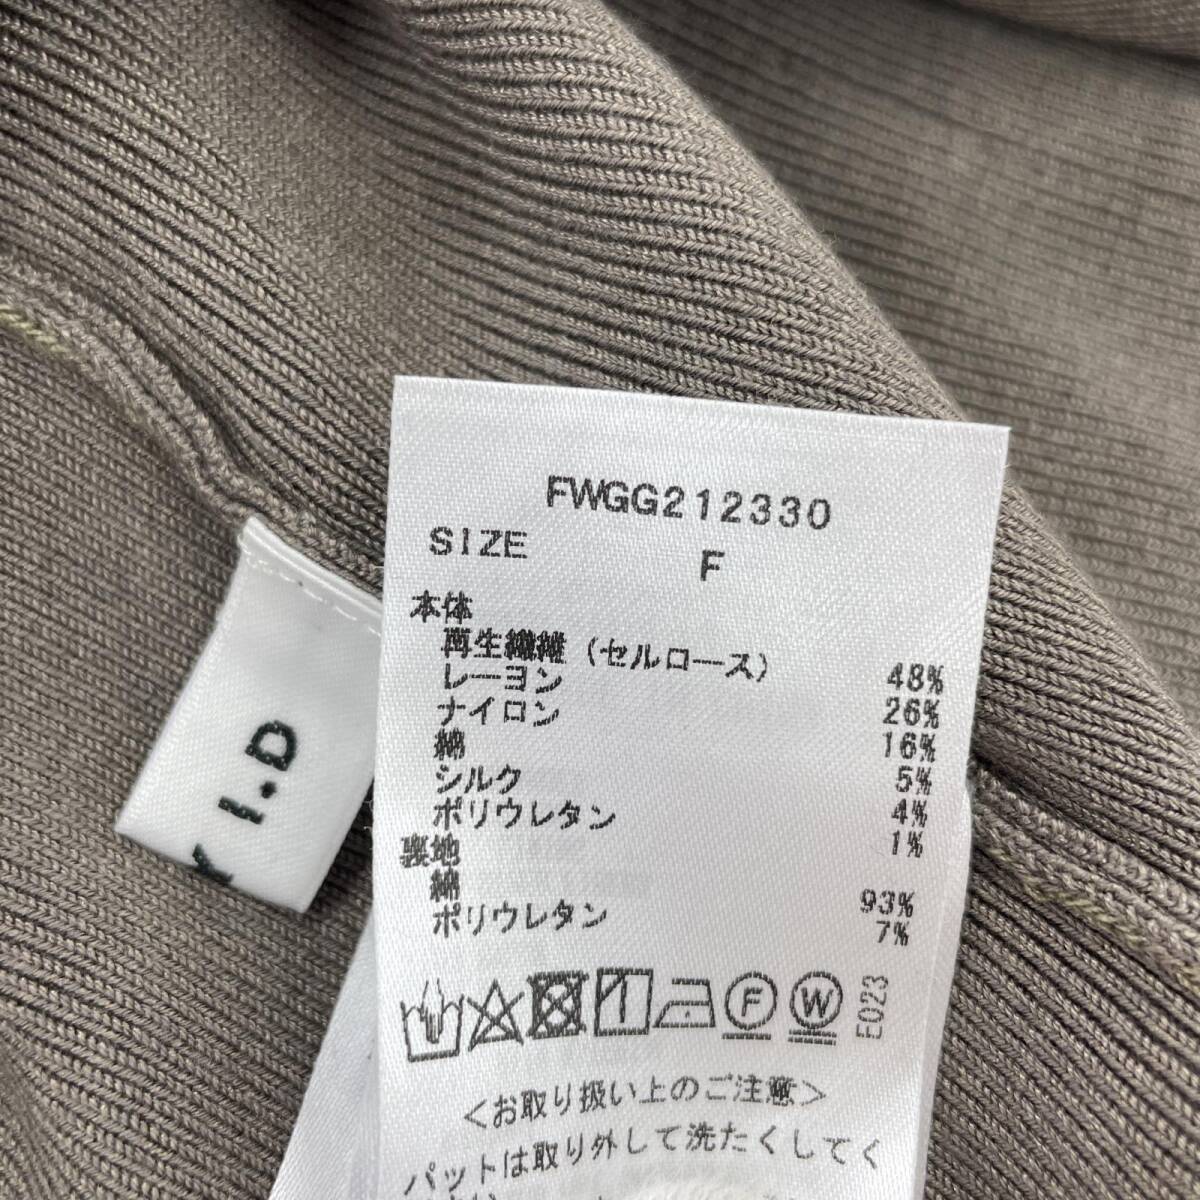 FWGG212330
SIZE F
本体
再生繊維(セルロース) 48%
レーヨン 26%
ナイロン 16%
綿 5%
シルク 4%
ポリウレタン 1%
裏地
綿 93%
ポリウレタン 7%
F W E023
<お取り扱い上のご注意>
パットは取り外して洗たくしてく
I.D